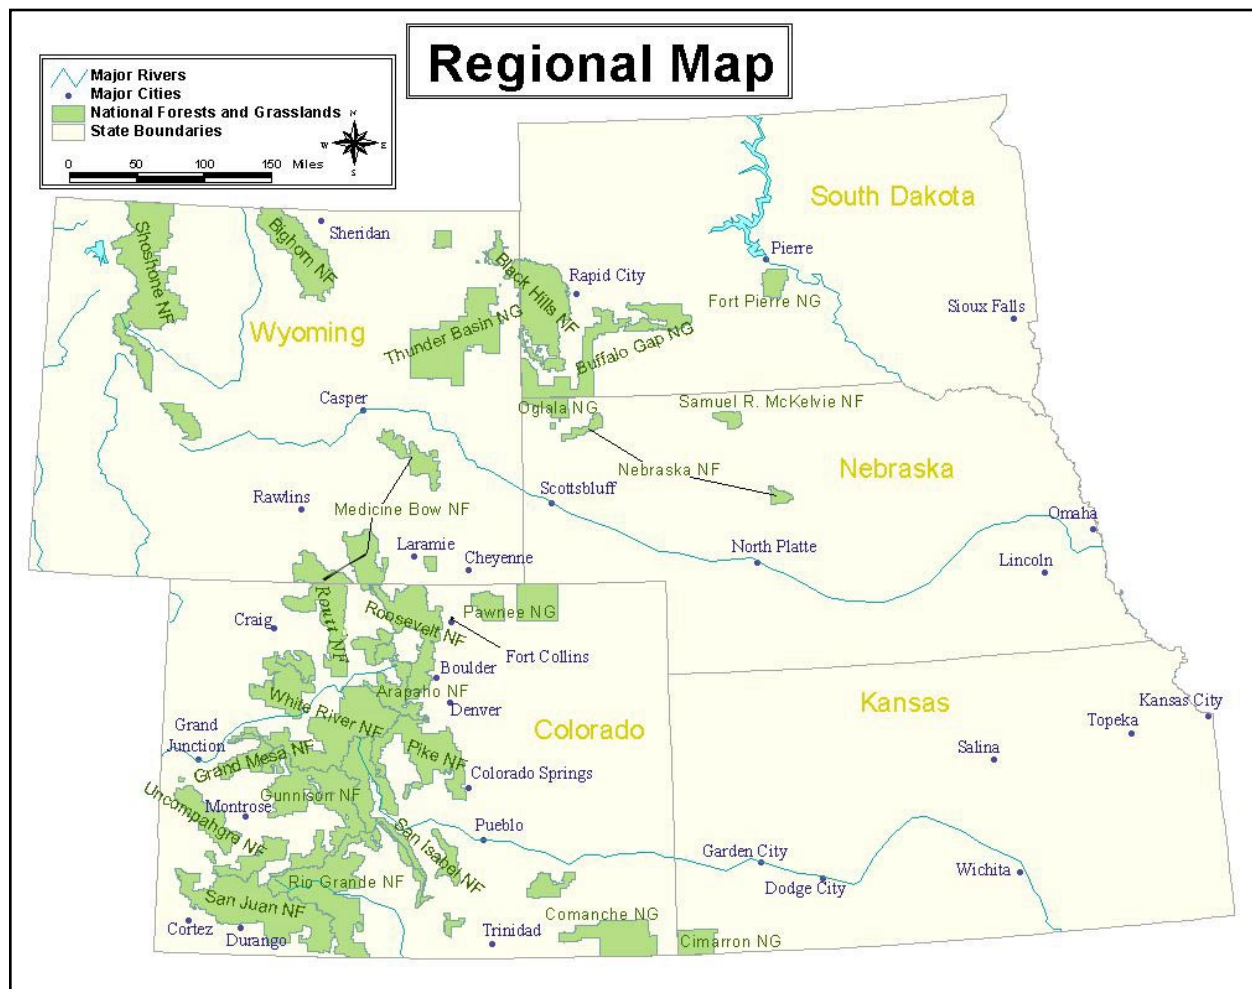 Regional Map
Major Rivers
Major Cities
National Forests and Grasslands
State Boundaries
N
W
E
S
0
50
100
150
Miles
South Dakota
Shoshone NF
Bighorn NF
Sheridan
Black Hills NF
Rapid City
Pierre
Fort Pierre NG
Sioux Falls
Wyoming
Thunder Basin NG
Buffalo Gap NG
Casper
Oglala NG
Samuel R. McKelvie NF
Nebraska NF
Nebraska
Rawlins
Medicine Bow NF
Scottsbluff
Omaha
Laramie
Cheyenne
North Platte
Lincoln
Craig
Routt NF
Roosevelt NF
Pawnee NG
Fort Collins
Boulder
Arapaho NF
Denver
White River NF
Grand
Junction
Grand Mesa NF
Pike NF
Colorado
Kansas
Kansas City
Topeka
Salina
Colorado Springs
Gunnison NF
Uncompahgre NF
Montrose
San Isabel NF
Pueblo
Garden City
Dodge City
Wichita
Rio Grande NF
San Juan NF
Cortez
Durango
Trinidad
Comanche NG
Cimarron NG